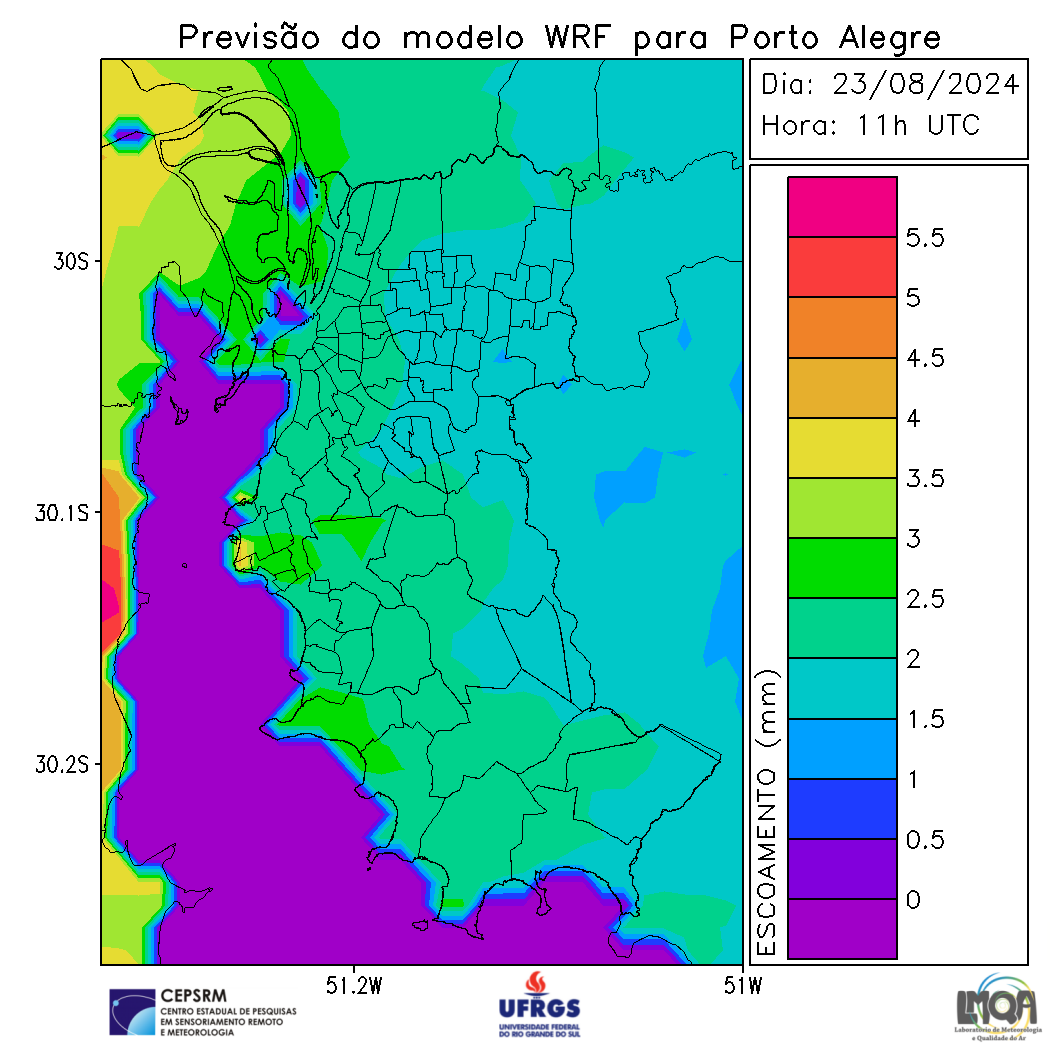 Previsão do modelo WRF para Porto Alegre
Dia: 23/08/2024
Hora: 11h UTC
5.5
5
4.5
4
3.5
3
2.5
2
1.5
1
0.5
0
ESCOAMENTO (mm)
30S
30.1S
30.2S
51.2W
51W
CEPSRM
CENTRO ESTADUAL DE PESQUISAS
EM SENSORIAMENTO REMOTO
E METEOROLOGIA
UFRGS
UNIVERSIDADE FEDERAL
DO RIO GRANDE DO SUL
LMQA
Laboratório de Meteorologia
e Qualidade do Ar